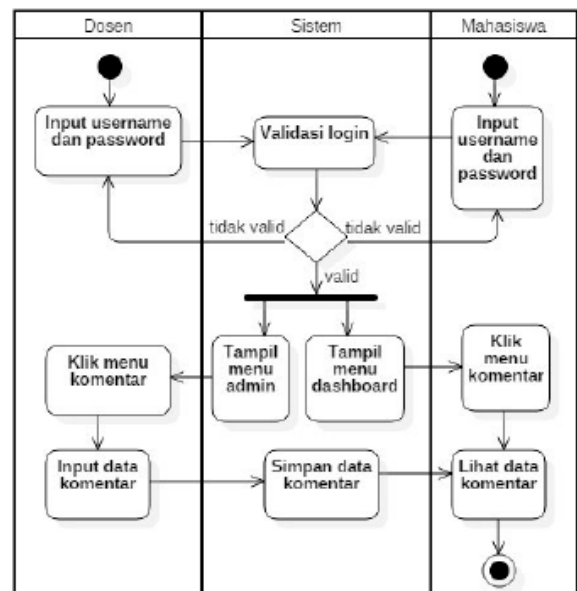 Dosen
Sistem
Mahasiswa
Input username
dan password
Validasi login
Input
username
dan
password
tidak valid
tidak valid
valid
Klik menu
komentar
Tampil
menu
admin
Tampil
menu
dashboard
Klik
menu
komentar
Input data
komentar
Simpan data
komentar
Lihat data
komentar